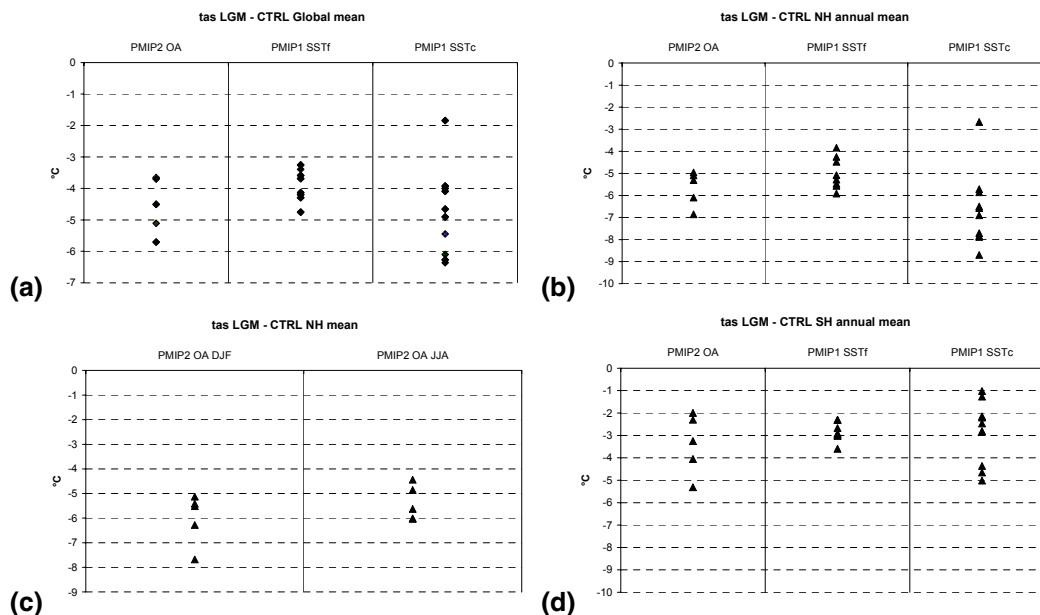 tas LGM - CTRL Global mean
PMIP2 OA PMIP1 SSTf PMIP1 SSTc
0
-1
-2
-3
-4
-5
-6
-7
°C
(a)
tas LGM - CTRL NH annual mean
PMIP2 OA PMIP1 SSTf PMIP1 SSTc
0
-1
-2
-3
-4
-5
-6
-7
-8
-9
-10
°C
(b)
tas LGM - CTRL NH mean
PMIP2 OA DJF PMIP2 OA JJA
0
-1
-2
-3
-4
-5
-6
-7
-8
-9
°C
(c)
tas LGM - CTRL SH annual mean
PMIP2 OA PMIP1 SSTf PMIP1 SSTc
0
-1
-2
-3
-4
-5
-6
-7
-8
-9
-10
°C
(d)